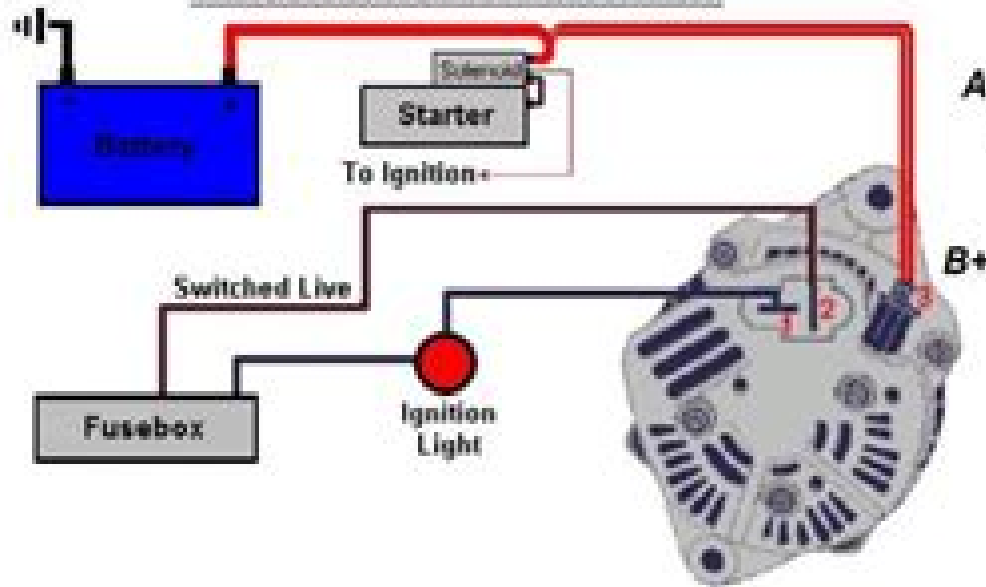 Solenoid
Starter
Battery
To Ignition
A
B+
Switched Live
3
1 2
Ignition
Light
Fusebox